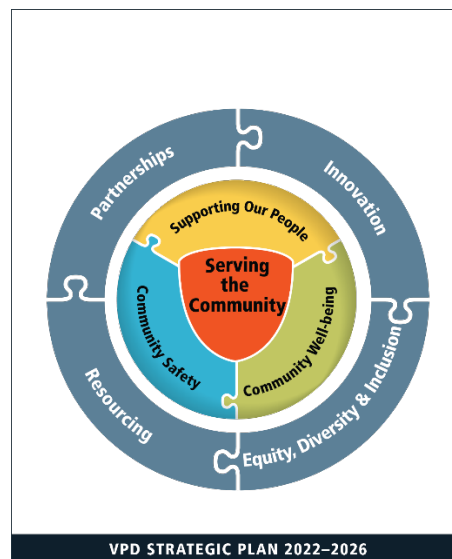 Partnerships
Innovation
Supporting Our People
Serving
the
Community
Community Safety
Community Well-being
Resourcing
Equity, Diversity & Inclusion
VPD STRATEGIC PLAN 2022–2026